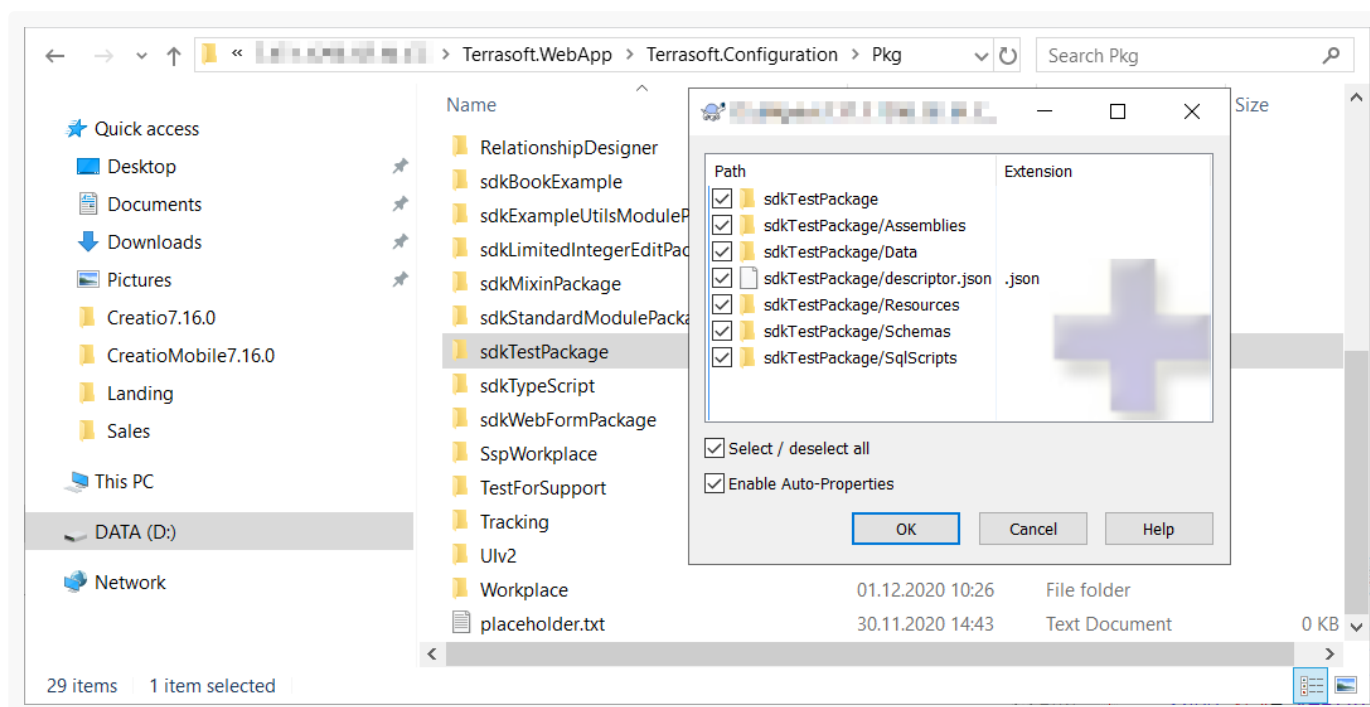 « > Terrasoft.WebApp > Terrasoft.Configuration > Pkg
Search Pkg
Quick access
Desktop
Documents
Downloads
Pictures
Creatio7.16.0
CreatioMobile7.16.0
Landing
Sales
This PC
DATA (D:)
Network
Name
Size
RelationshipDesigner
sdkBookExample
sdkExampleUtilsModuleP
sdkLimitedIntegerEditPac
sdkMixinPackage
sdkStandardModulePacka
sdkTestPackage
sdkTypeScript
sdkWebFormPackage
SspWorkplace
TestForSupport
Tracking
UIv2
Workplace 01.12.2020 10:26 File folder
placeholder.txt 30.11.2020 14:43 Text Document 0 KB
Path Extension
sdkTestPackage
sdkTestPackage/Assemblies
sdkTestPackage/Data
sdkTestPackage/descriptor.json .json
sdkTestPackage/Resources
sdkTestPackage/Schemas
sdkTestPackage/SqlScripts
Select / deselect all
Enable Auto-Properties
OK Cancel Help
29 items 1 item selected